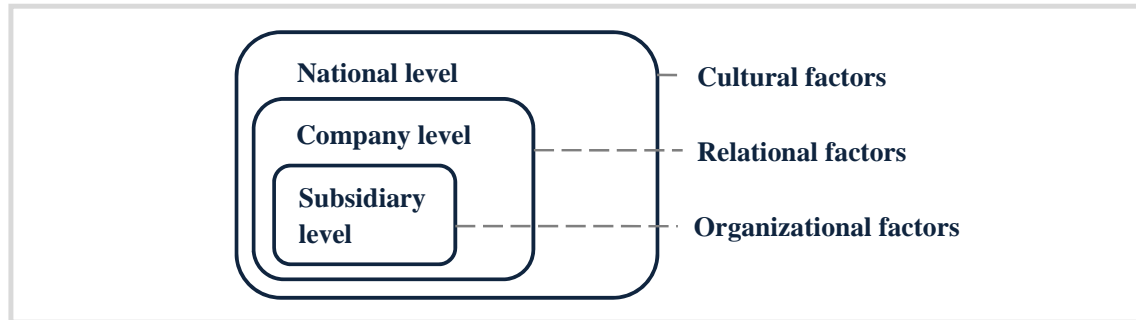 National level
Cultural factors
Company level
Relational factors
Subsidiary
level
Organizational factors